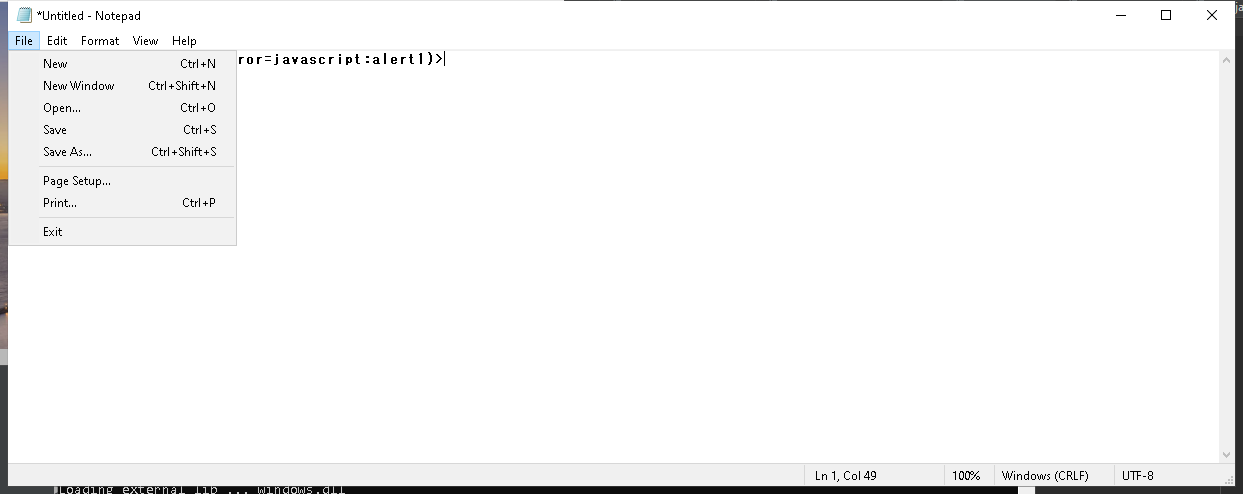 *Untitled - Notepad
File Edit Format View Help
ror=javascript:alert1)>
New Ctrl+N
New Window Ctrl+Shift+N
Open... Ctrl+O
Save Ctrl+S
Save As... Ctrl+Shift+S
Page Setup...
Print... Ctrl+P
Exit
Ln 1, Col 49 100% Windows (CRLF) UTF-8
Loading external lib ... windows.dll